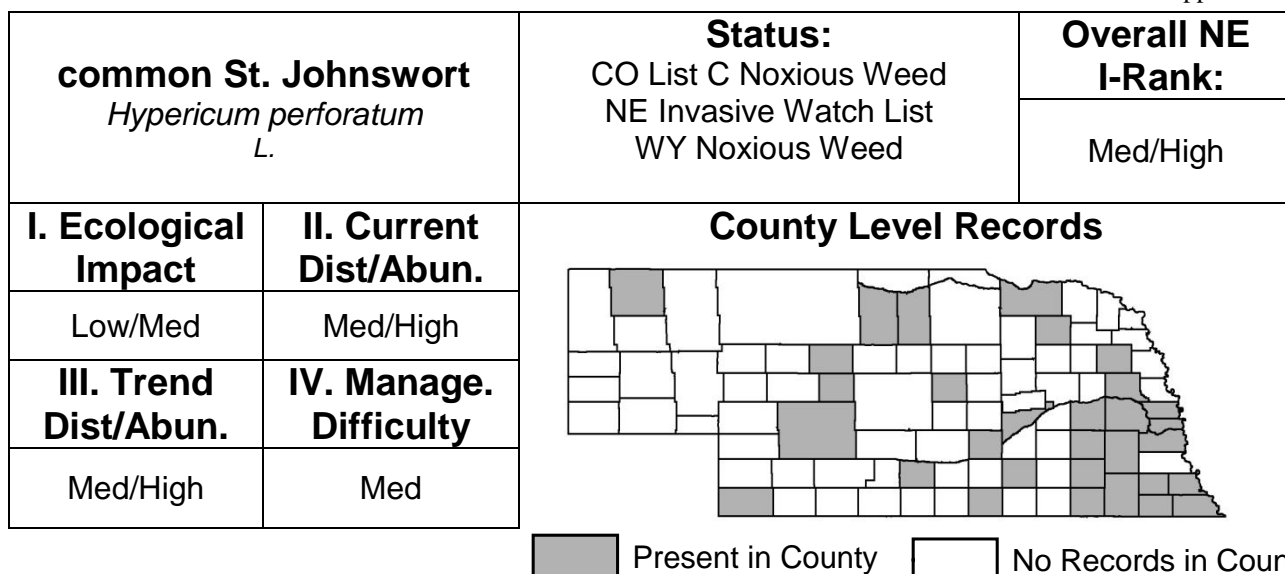 common St. Johnswort
Hypericum perforatum
L.
Status:
CO List C Noxious Weed
NE Invasive Watch List
WY Noxious Weed
Overall NE
I-Rank:
Med/High
I. Ecological
Impact
II. Current
Dist/Abun.
Low/Med
Med/High
III. Trend
Dist/Abun.
IV. Manage.
Difficulty
Med/High
Med
County Level Records
Present in County
No Records in